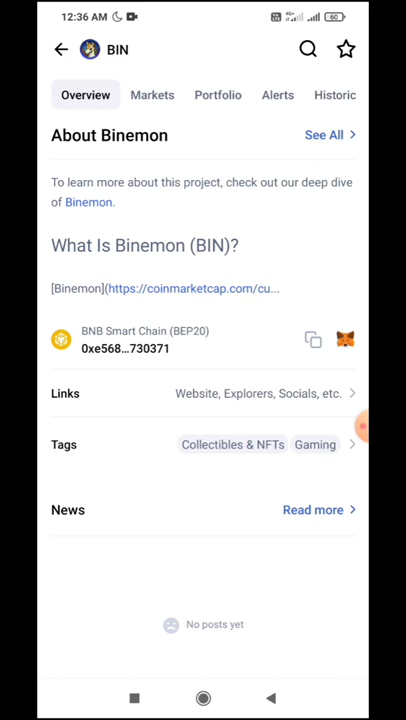 12:36 AM
4G+
60
BIN
Overview Markets Portfolio Alerts Historic
About Binemon See All
To learn more about this project, check out our deep dive
of Binemon.
What Is Binemon (BIN)?
[Binemon](https://coinmarketcap.com/cu...
BNB Smart Chain (BEP20)
0xe568...730371
Links Website, Explorers, Socials, etc.
Tags Collectibles & NFTs Gaming
News Read more
No posts yet